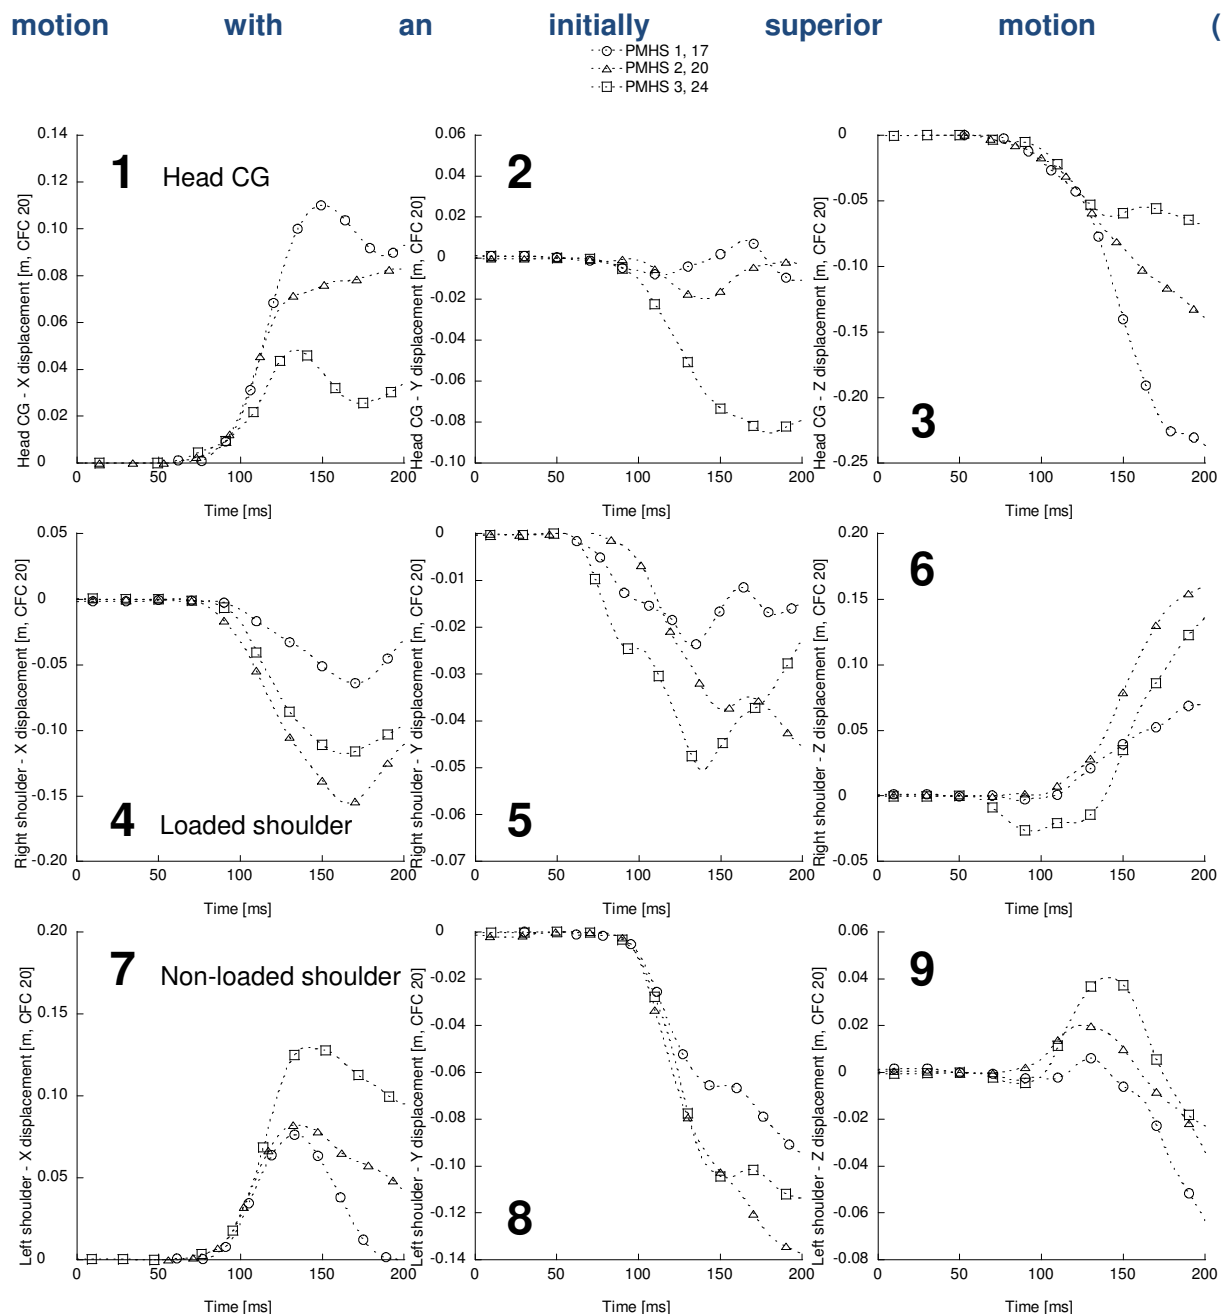 motion with an initially superior motion (
PMHS 1, 17
PMHS 2, 20
PMHS 3, 24
1 Head CG
Head CG - X displacement [m, CFC 20]
0.14
0.12
0.10
0.08
0.06
0.04
0.02
0
0 50 100 150 200
Time [ms]
2
Head CG - Y displacement [m, CFC 20]
0.06
0.04
0.02
0
-0.02
-0.04
-0.06
-0.08
-0.10
0 50 100 150 200
Time [ms]
3
Head CG - Z displacement [m, CFC 20]
0
-0.05
-0.10
-0.15
-0.20
-0.25
0 50 100 150 200
Time [ms]
4 Loaded shoulder
Right shoulder - X displacement [m, CFC 20]
0.05
0
-0.05
-0.10
-0.15
-0.20
0 50 100 150 200
Time [ms]
5
Right shoulder - Y displacement [m, CFC 20]
0
-0.01
-0.02
-0.03
-0.04
-0.05
-0.06
-0.07
0 50 100 150 200
Time [ms]
6
Right shoulder - Z displacement [m, CFC 20]
0.20
0.15
0.10
0.05
0
-0.05
0 50 100 150 200
Time [ms]
7 Non-loaded shoulder
Left shoulder - X displacement [m, CFC 20]
0.20
0.15
0.10
0.05
0
0 50 100 150 200
Time [ms]
8
Left shoulder - Y displacement [m, CFC 20]
0
-0.02
-0.04
-0.06
-0.08
-0.10
-0.12
-0.14
0 50 100 150 200
Time [ms]
9
Left shoulder - Z displacement [m, CFC 20]
0.06
0.04
0.02
0
-0.02
-0.04
-0.06
-0.08
0 50 100 150 200
Time [ms]